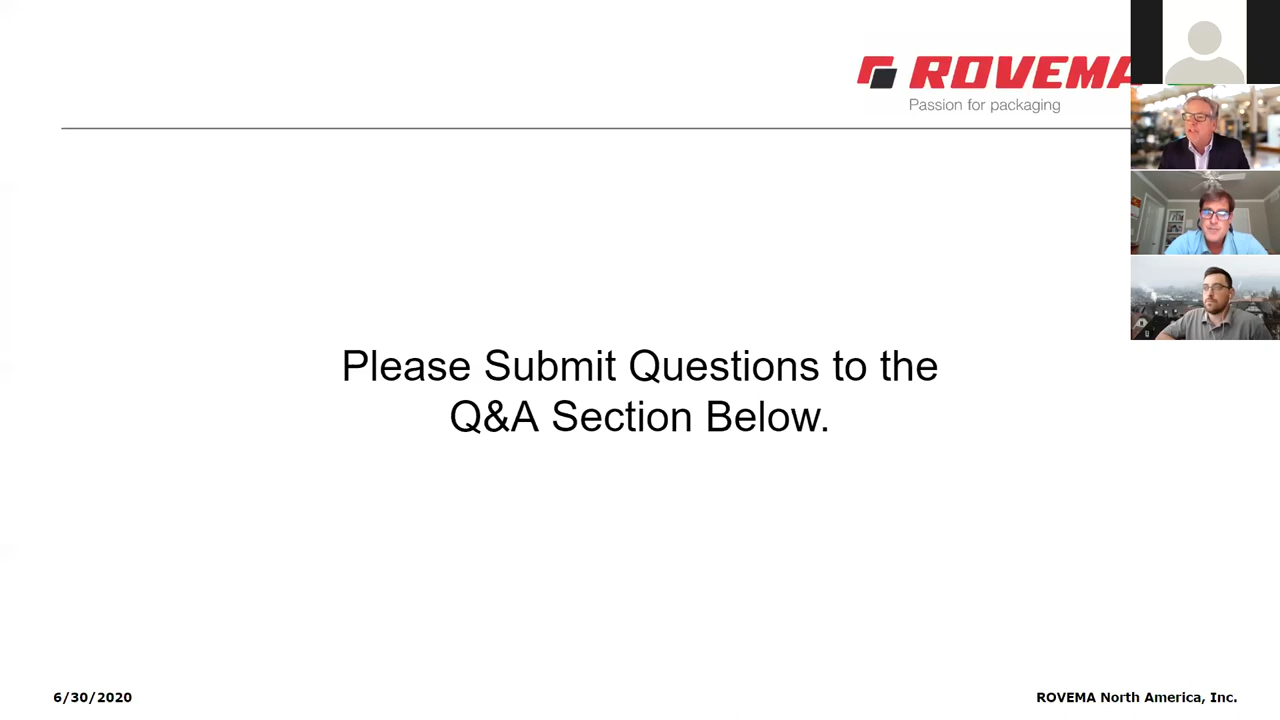 ROVEMA
Passion for packaging
Please Submit Questions to the
Q&A Section Below.
6/30/2020
ROVEMA North America, Inc.